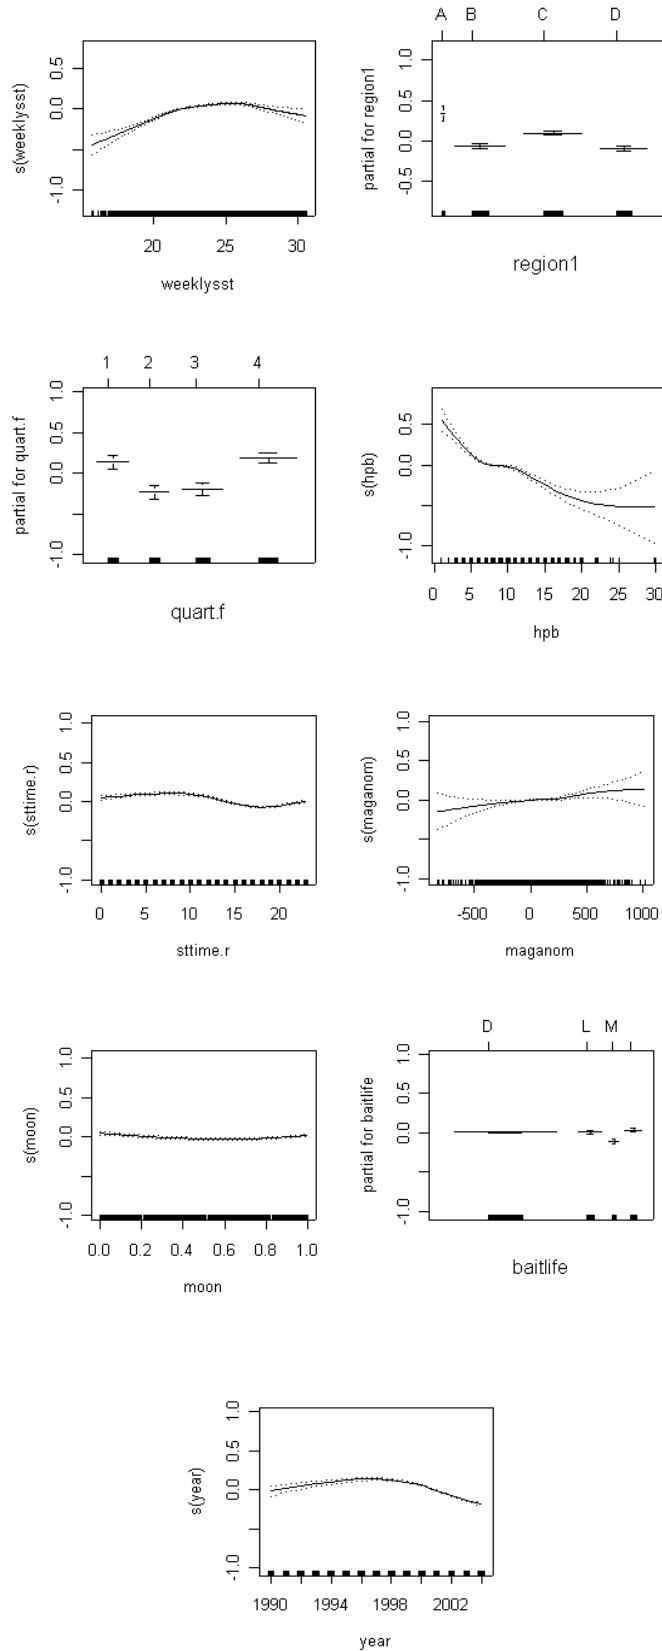 s(weeklysst)
0.5
0.0
-1.0
20
25
30
weeklysst
A B C D
partial for region1
1.0
0.5
0.0
-0.5
region1
1 2 3 4
partial for quart.f
1.0
0.5
0.0
-1.0
quart.f
s(hpb)
0.5
0.0
-1.0
0 5 10 15 20 25 30
hpb
s(sttime.r)
1.0
0.5
0.0
-1.0
0 5 10 15 20
sttime.r
s(maganom)
1.0
0.5
0.0
-1.0
-500 0 500 1000
maganom
s(moon)
1.0
0.5
0.0
-1.0
0.0 0.2 0.4 0.6 0.8 1.0
moon
D L M
partial for baitlife
1.0
0.5
0.0
-1.0
baitlife
s(year)
1.0
0.5
0.0
-1.0
1990 1994 1998 2002
year